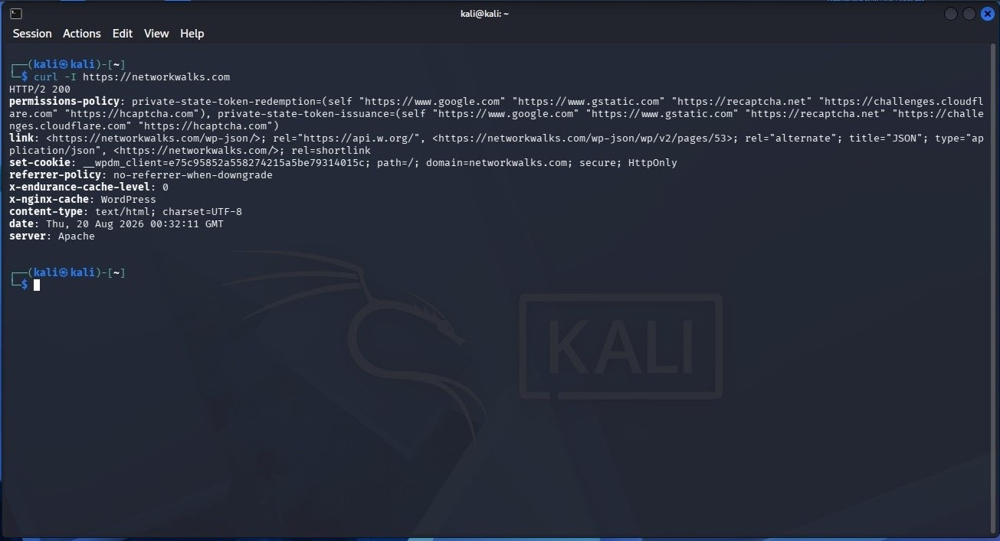 kali@kali: ~
Session Actions Edit View Help
┌──(kali㉿kali)-[~]
└─$ curl -I https://networkwalks.com
HTTP/2 200
permissions-policy: private-state-token-redemption=(self "https://www.google.com" "https://www.gstatic.com" "https://recaptcha.net" "https://challenges.cloudfl
are.com" "https://hcaptcha.com"), private-state-token-issuance=(self "https://www.google.com" "https://www.gstatic.com" "https://recaptcha.net" "https://challe
nges.cloudflare.com" "https://hcaptcha.com")
link: <https://networkwalks.com/wp-json/>; rel="https://api.w.org/", <https://networkwalks.com/wp-json/wp/v2/pages/53>; rel="alternate"; title="JSON"; type="ap
plication/json", <https://networkwalks.com/>; rel=shortlink
set-cookie: __wpdm_client=e75c95852a558274215a5be79314015c; path=/; domain=networkwalks.com; secure; HttpOnly
referrer-policy: no-referrer-when-downgrade
x-endurance-cache-level: 0
x-nginx-cache: WordPress
content-type: text/html; charset=UTF-8
date: Thu, 20 Aug 2026 00:32:11 GMT
server: Apache
┌──(kali㉿kali)-[~]
└─$
KALI